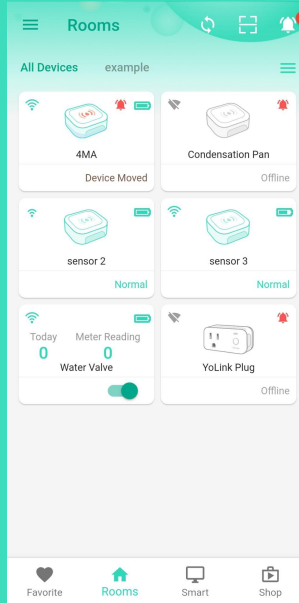 Rooms
All Devices example
4MA
Device Moved
Condensation Pan
Offline
sensor 2
Normal
sensor 3
Normal
Today Meter Reading
0 0
Water Valve
YoLink Plug
Offline
Favorite Rooms Smart Shop